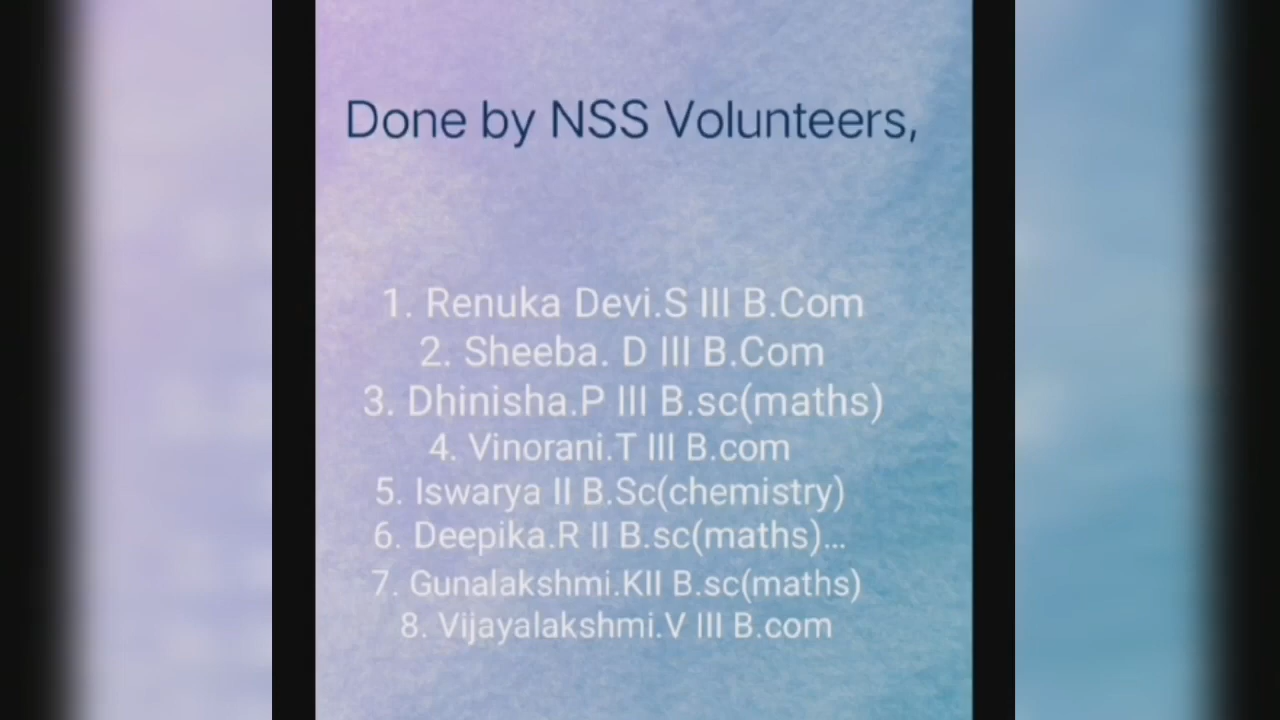 Done by NSS Volunteers,
1. Renuka Devi.S III B.Com
2. Sheeba. D III B.Com
3. Dhinisha.P III B.sc(maths)
4. Vinorani.T III B.com
5. Iswarya II B.Sc(chemistry)
6. Deepika.R II B.sc(maths)...
7. Gunalakshmi.KII B.sc(maths)
8. Vijayalakshmi.V III B.com